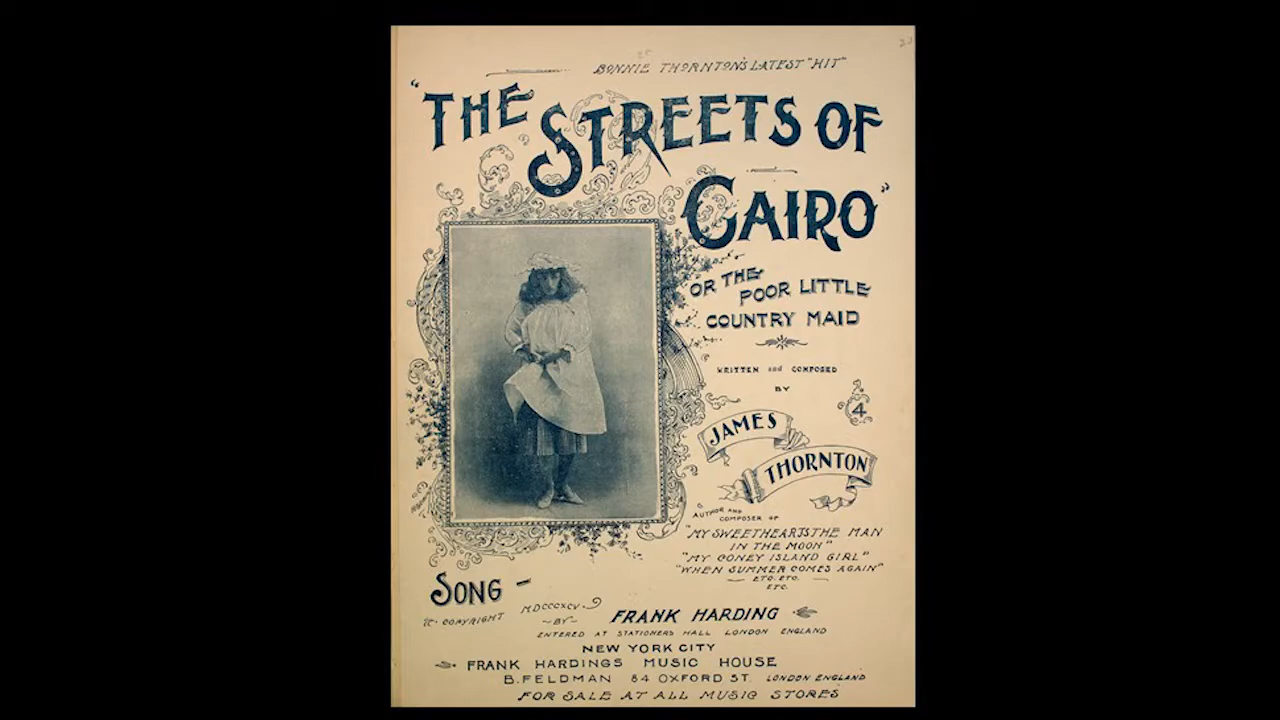 BONNIE THORNTON'S LATEST "HIT"
"THE STREETS OF
CAIRO"
OR THE
POOR LITTLE
COUNTRY MAID
WRITTEN and COMPOSED
BY
4
JAMES
THORNTON
AUTHOR AND
COMPOSER OF
"MY SWEETHEARTS THE MAN
IN THE MOON"
"MY CONEY ISLAND GIRL"
"WHEN SUMMER COMES AGAIN"
ETC. ETC.
ETC.
SONG -
COPYRIGHT MDCCCXCV
-BY- FRANK HARDING
ENTERED AT STATIONERS HALL LONDON ENGLAND
NEW YORK CITY
FRANK HARDINGS MUSIC HOUSE
B. FELDMAN 84 OXFORD ST. LONDON ENGLAND
FOR SALE AT ALL MUSIC STORES